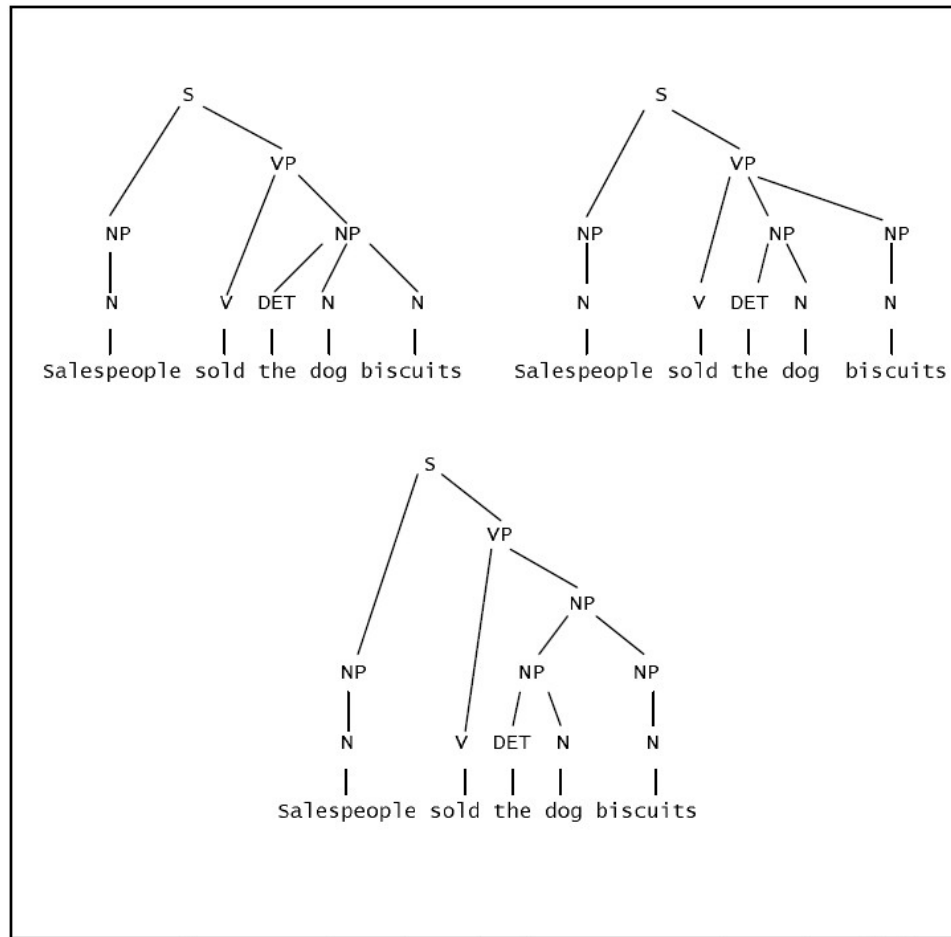 S S
VP VP
NP NP NP NP NP
N V DET N N N V DET N N
Salespeople sold the dog biscuits Salespeople sold the dog biscuits
S
VP
NP
NP NP NP
N V DET N N
Salespeople sold the dog biscuits